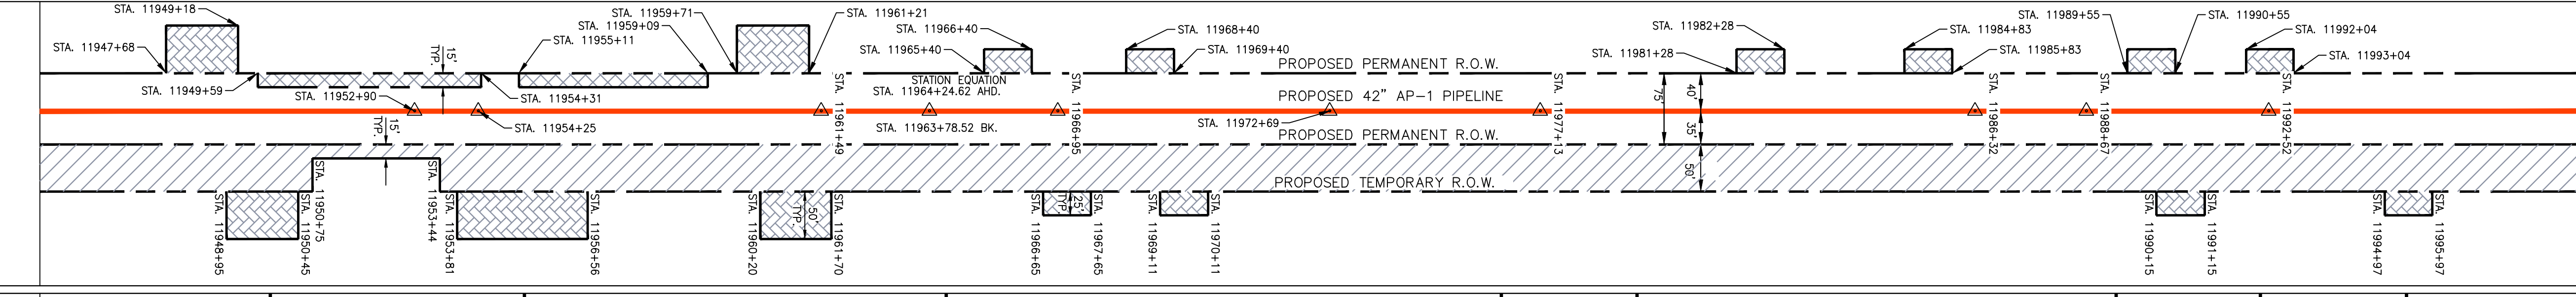 STA. 11949+18
STA. 11947+68
STA. 11949+59
15'
TYP.
STA. 11952+90
STA. 11954+31
STA. 11954+25
STA. 11955+11
STA. 11959+09
STA. 11959+71
STA. 11961+21
STA. 11961+49
STA. 11966+40
STA. 11965+40
STATION EQUATION
STA. 11964+24.62 AHD.
STA. 11963+78.52 BK.
STA. 11966+95
STA. 11968+40
STA. 11969+40
PROPOSED PERMANENT R.O.W.
PROPOSED 42" AP-1 PIPELINE
STA. 11972+69
PROPOSED PERMANENT R.O.W.
PROPOSED TEMPORARY R.O.W.
STA. 11977+13
75'
40'
35'
50'
STA. 11982+28
STA. 11981+28
STA. 11984+83
STA. 11985+83
STA. 11986+32
STA. 11989+55
STA. 11988+67
STA. 11990+55
STA. 11992+04
STA. 11993+04
STA. 11992+52
15'
TYP.
STA. 11948+95
STA. 11950+45
STA. 11950+75
STA. 11953+44
STA. 11953+81
STA. 11956+56
STA. 11960+20
50'
TYP.
STA. 11961+70
STA. 11966+65
25'
TYP.
STA. 11967+65
STA. 11969+11
STA. 11970+11
STA. 11990+15
STA. 11991+15
STA. 11994+97
STA. 11995+97